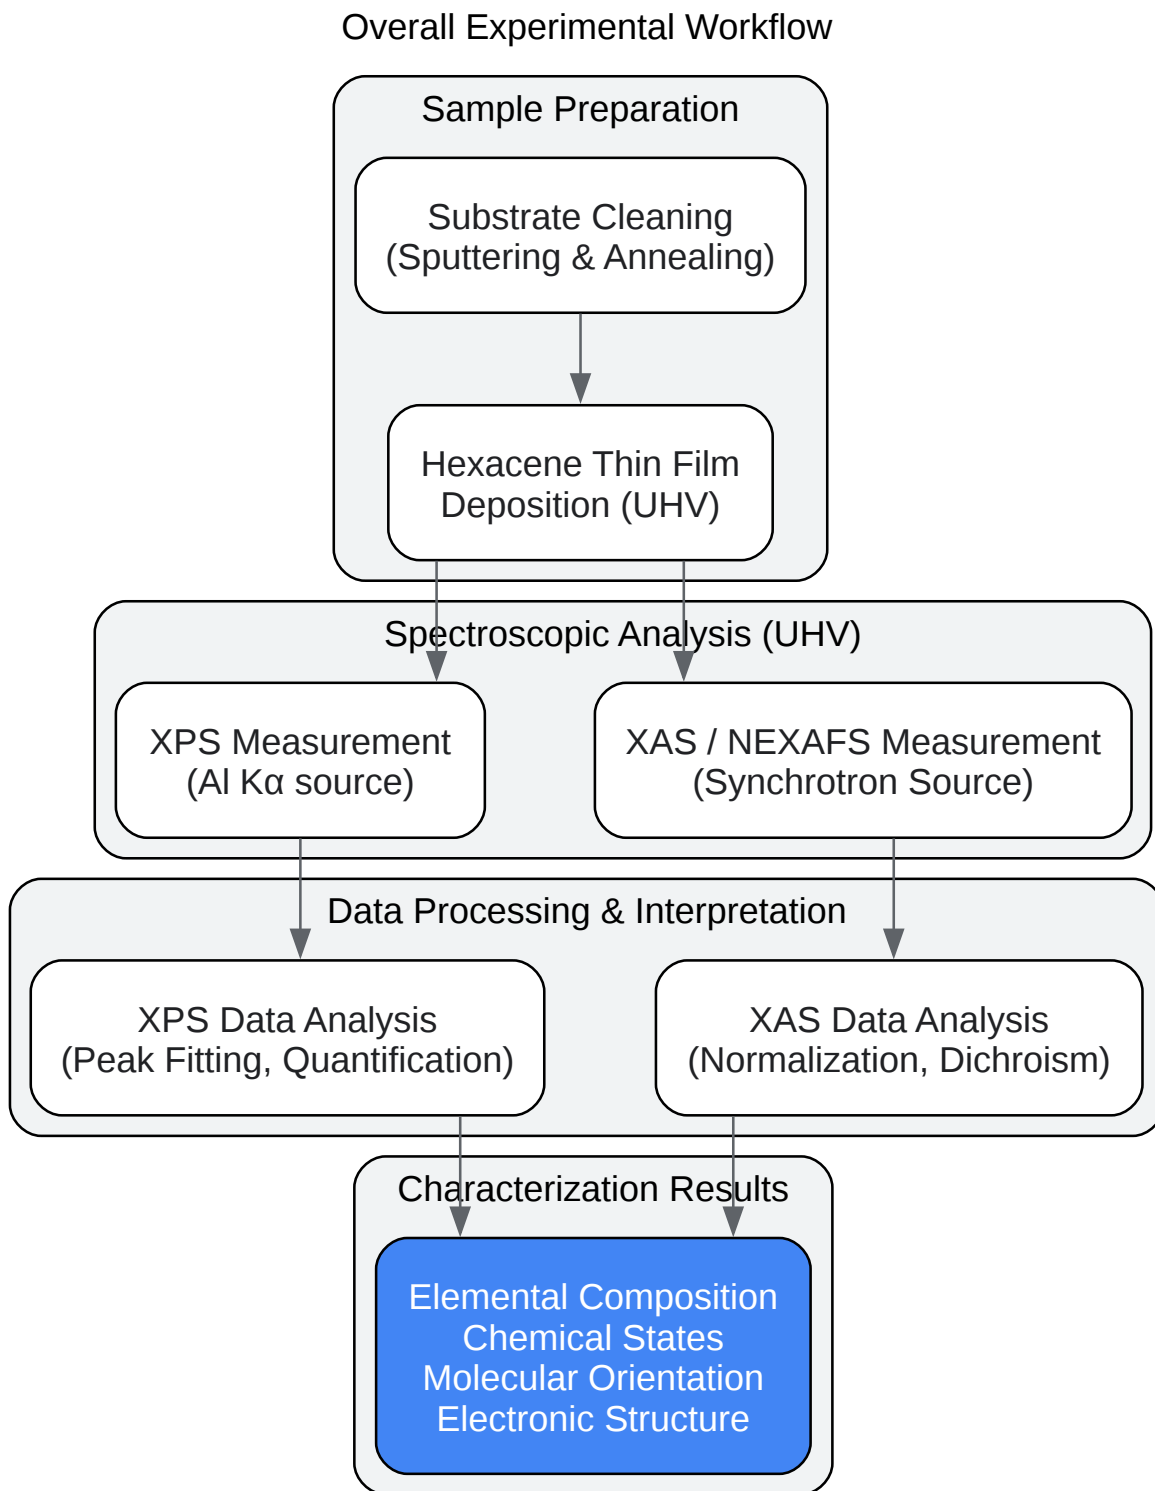 Overall Experimental Workflow
Sample Preparation
Substrate Cleaning
(Sputtering & Annealing)
Hexacene Thin Film
Deposition (UHV)
Spectroscopic Analysis (UHV)
XPS Measurement
(Al Kα source)
XAS / NEXAFS Measurement
(Synchrotron Source)
Data Processing & Interpretation
XPS Data Analysis
(Peak Fitting, Quantification)
XAS Data Analysis
(Normalization, Dichroism)
Characterization Results
Elemental Composition
Chemical States
Molecular Orientation
Electronic Structure